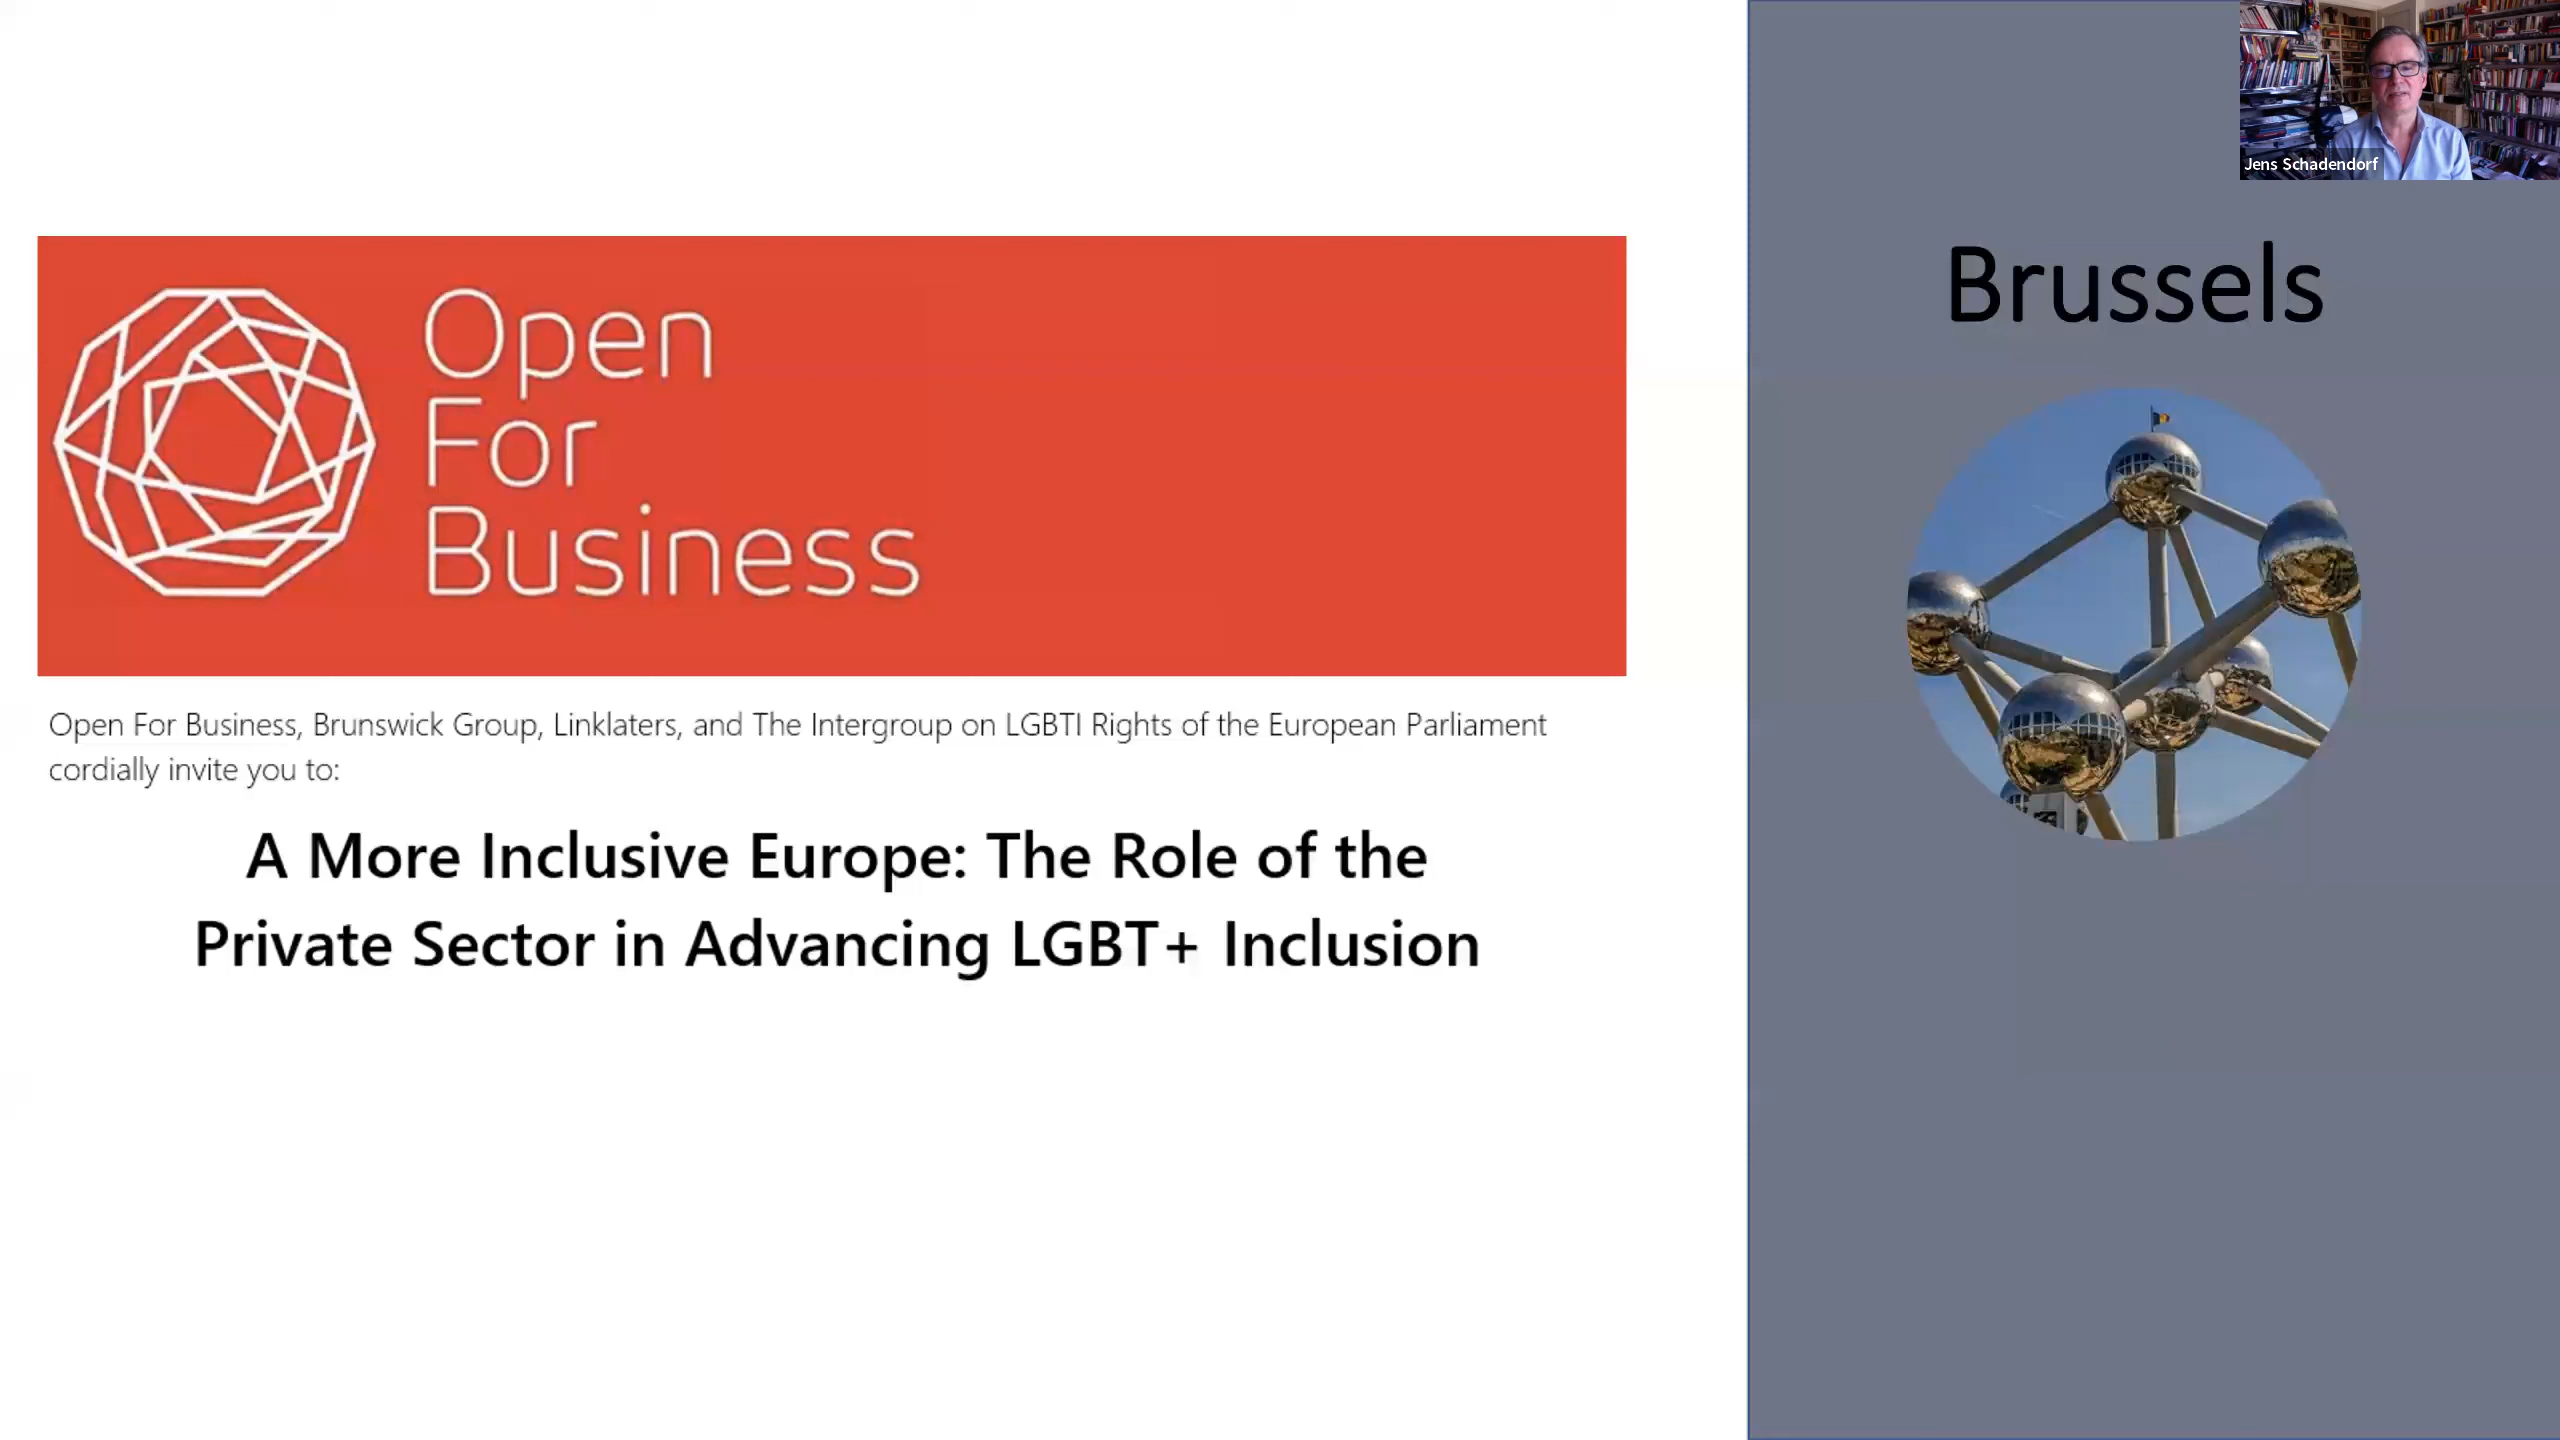 Open
For
Business
Open For Business, Brunswick Group, Linklaters, and The Intergroup on LGBTI Rights of the European Parliament
cordially invite you to:
A More Inclusive Europe: The Role of the
Private Sector in Advancing LGBT+ Inclusion
Brussels
Jens Schadendorf